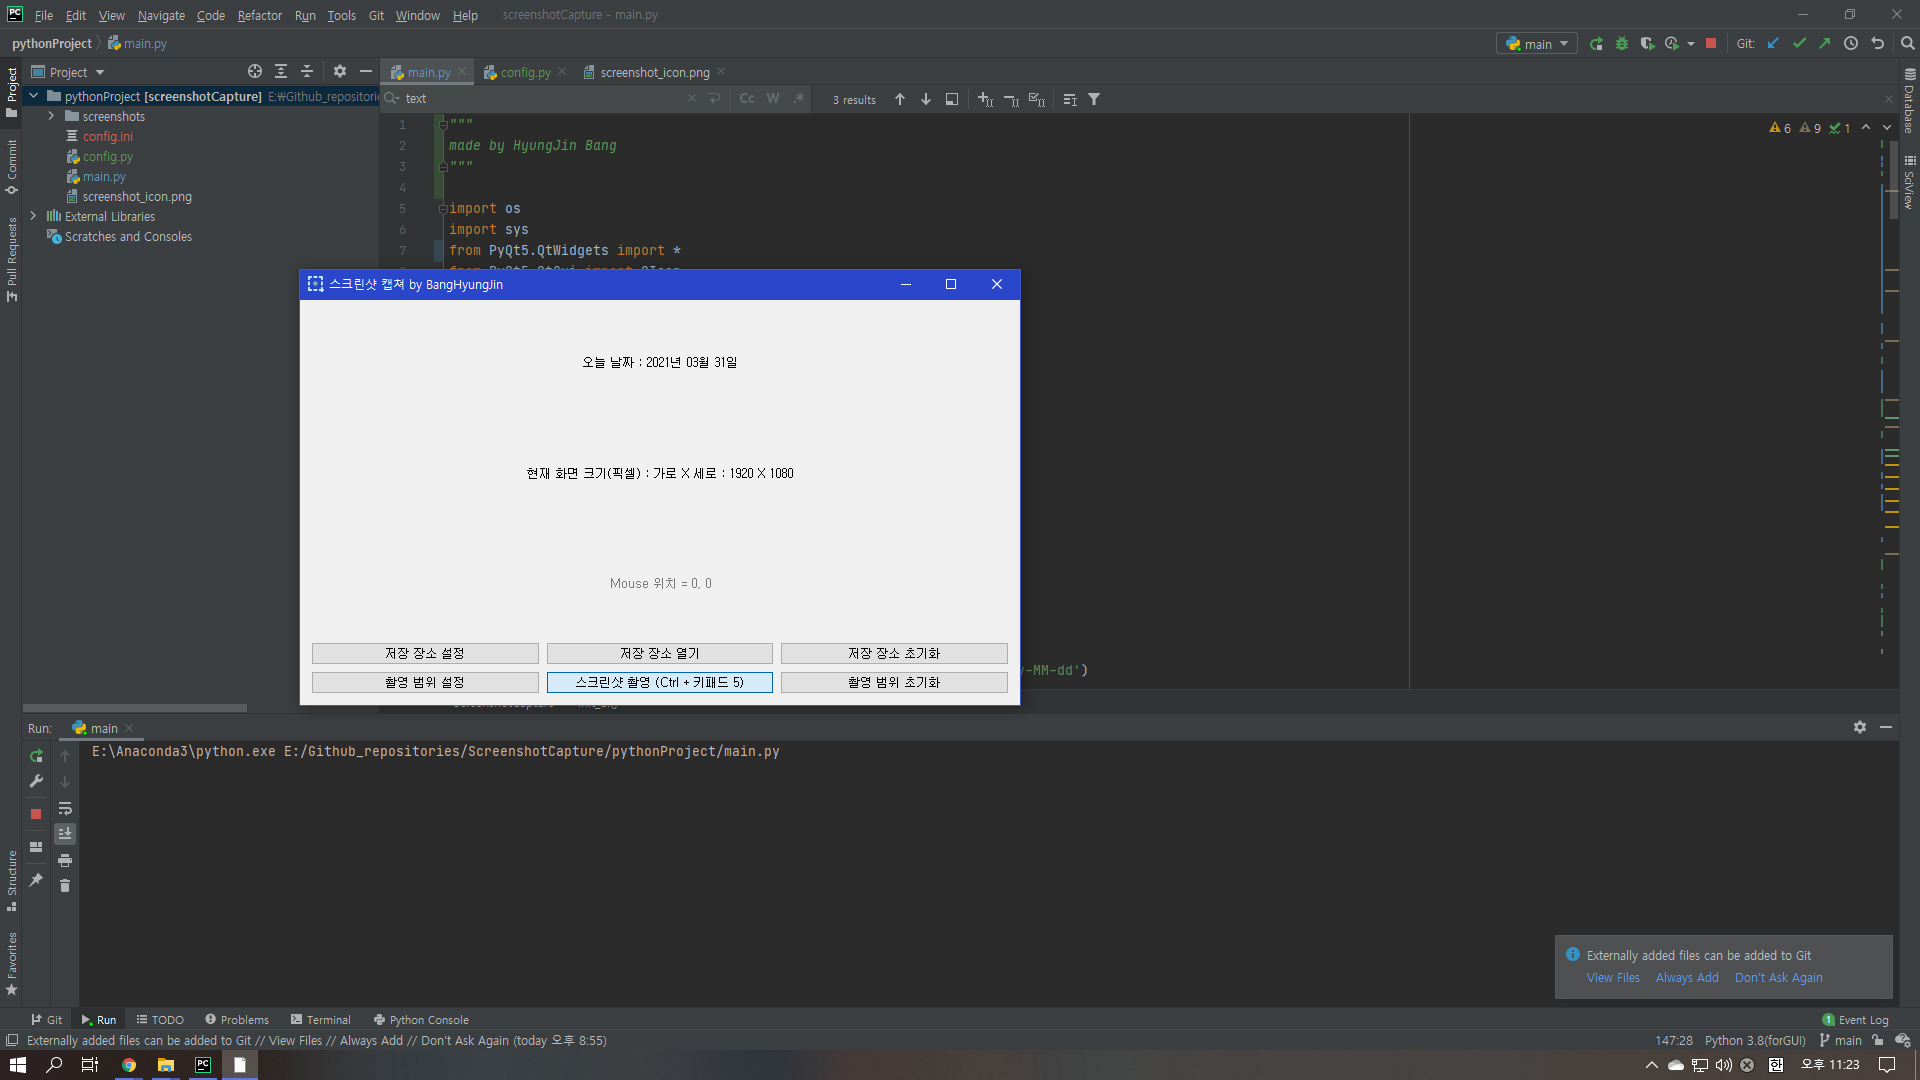 File Edit View Navigate Code Refactor Run Tools Git Window Help screenshotCapture - main.py
pythonProject main.py
main Git:
Project
main.py config.py screenshot_icon.png
pythonProject [screenshotCapture] E:₩Github_repositori
text Cc W .* 3 results
screenshots
config.ini
config.py
main.py
screenshot_icon.png
External Libraries
Scratches and Consoles
Project
Commit
Pull Requests
Structure
Favorites
Database
SciView
6 9 1
1 """
2 made by HyungJin Bang
3 """
4
5 import os
6 import sys
7 from PyQt5.QtWidgets import *
스크린샷 캡쳐 by BangHyungJin
오늘 날짜 : 2021년 03월 31일
현재 화면 크기(픽셀) : 가로 X 세로 : 1920 X 1080
Mouse 위치 = 0, 0
저장 장소 설정 저장 장소 열기 저장 장소 초기화
촬영 범위 설정 스크린샷 촬영 (Ctrl + 키패드 5) 촬영 범위 초기화
-MM-dd')
Run: main
E:\Anaconda3\python.exe E:/Github_repositories/ScreenshotCapture/pythonProject/main.py
Externally added files can be added to Git
View Files Always Add Don't Ask Again
Git Run TODO Problems Terminal Python Console 1 Event Log
Externally added files can be added to Git // View Files // Always Add // Don't Ask Again (today 오후 8:55) 147:28 Python 3.8(forGUI) main
PC 한 오후 11:23